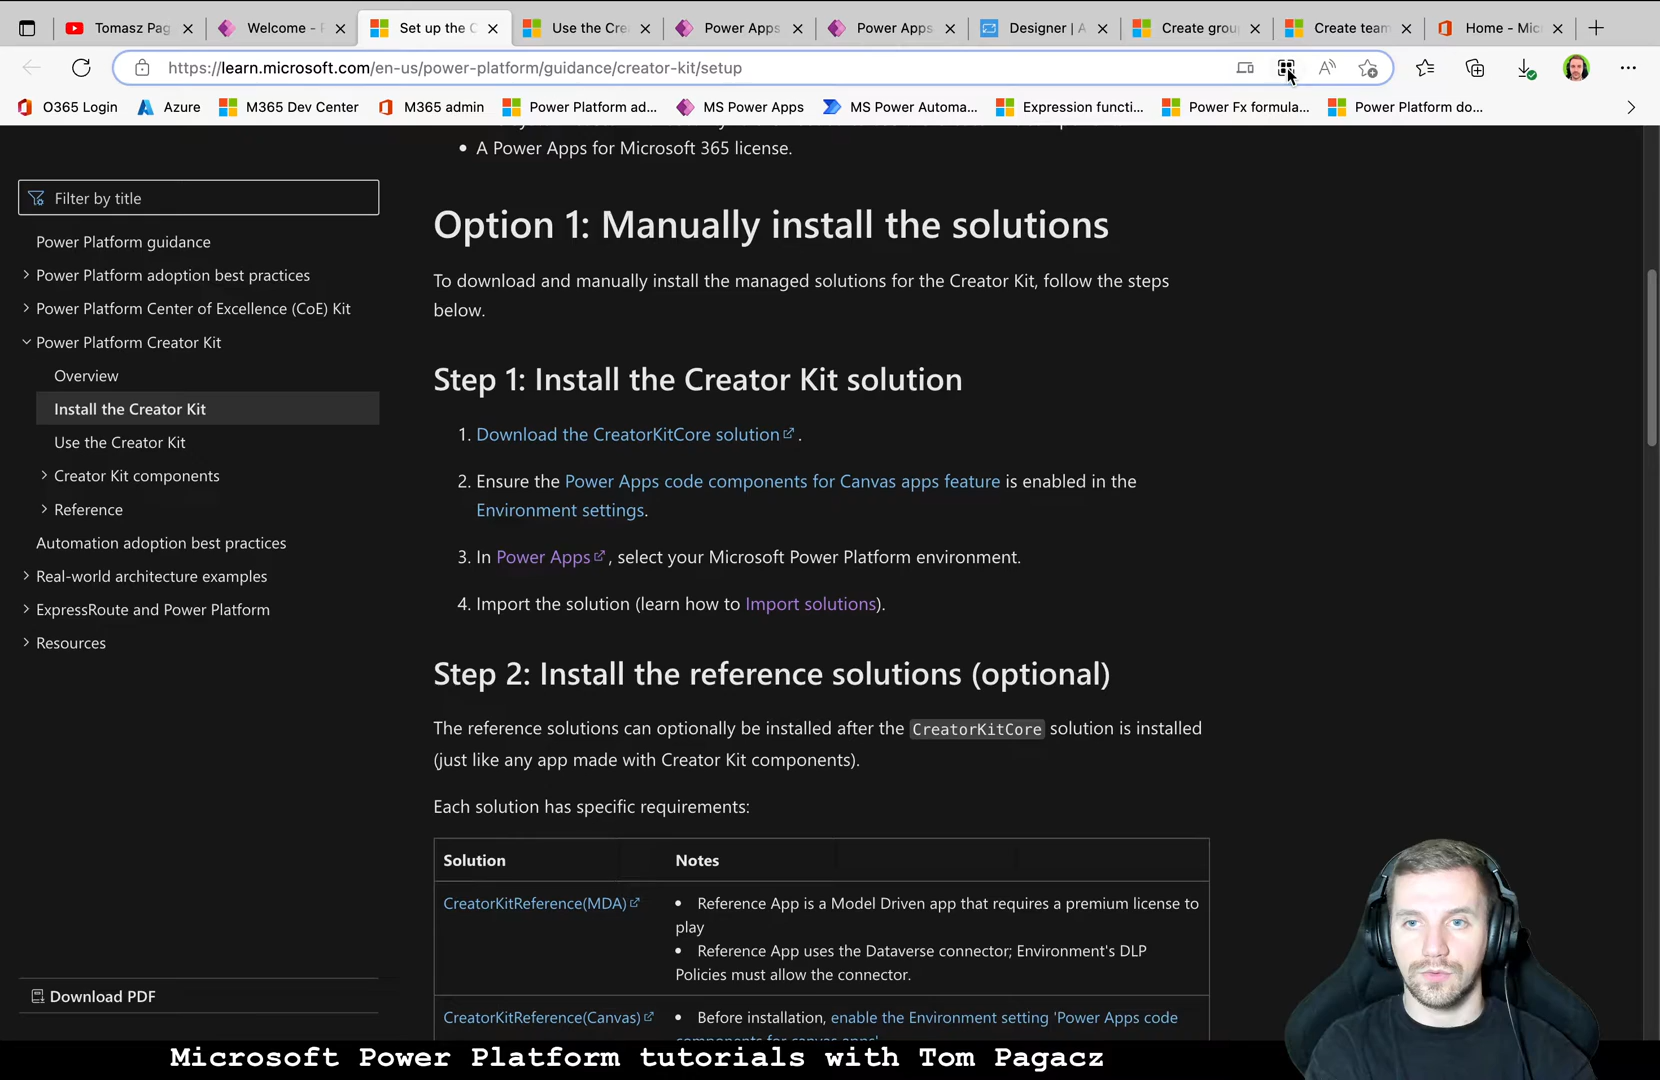 Tomasz Pag
Welcome - P
Set up the C
Use the Cre
Power Apps
Power Apps
Designer | A
Create grou
Create team
Home - Micr
https://learn.microsoft.com/en-us/power-platform/guidance/creator-kit/setup
O365 Login
Azure
M365 Dev Center
M365 admin
Power Platform ad...
MS Power Apps
MS Power Automa...
Expression functi...
Power Fx formula...
Power Platform do...
• A Power Apps for Microsoft 365 license.
Filter by title
Power Platform guidance
Power Platform adoption best practices
Power Platform Center of Excellence (CoE) Kit
Power Platform Creator Kit
Overview
Install the Creator Kit
Use the Creator Kit
Creator Kit components
Reference
Automation adoption best practices
Real-world architecture examples
ExpressRoute and Power Platform
Resources
Download PDF
Option 1: Manually install the solutions
To download and manually install the managed solutions for the Creator Kit, follow the steps
below.
Step 1: Install the Creator Kit solution
1. Download the CreatorKitCore solution.
2. Ensure the Power Apps code components for Canvas apps feature is enabled in the
Environment settings.
3. In Power Apps, select your Microsoft Power Platform environment.
4. Import the solution (learn how to Import solutions).
Step 2: Install the reference solutions (optional)
The reference solutions can optionally be installed after the CreatorKitCore solution is installed
(just like any app made with Creator Kit components).
Each solution has specific requirements:
Solution Notes
CreatorKitReference(MDA) • Reference App is a Model Driven app that requires a premium license to
play
• Reference App uses the Dataverse connector; Environment's DLP
Policies must allow the connector.
CreatorKitReference(Canvas) • Before installation, enable the Environment setting 'Power Apps code
components for canvas apps'
Microsoft Power Platform tutorials with Tom Pagacz